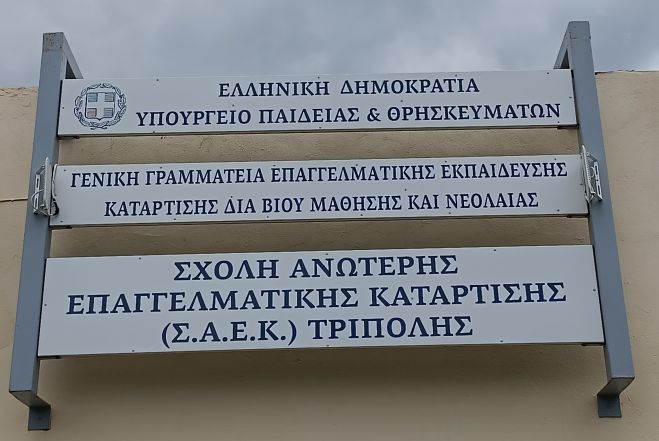 ΕΛΛΗΝΙΚΗ ΔΗΜΟΚΡΑΤΙΑ
ΥΠΟΥΡΓΕΙΟ ΠΑΙΔΕΙΑΣ & ΘΡΗΣΚΕΥΜΑΤΩΝ
ΓΕΝΙΚΗ ΓΡΑΜΜΑΤΕΙΑ ΕΠΑΓΓΕΛΜΑΤΙΚΗΣ ΕΚΠΑΙΔΕΥΣΗΣ
ΚΑΤΑΡΤΙΣΗΣ ΔΙΑ ΒΙΟΥ ΜΑΘΗΣΗΣ ΚΑΙ ΝΕΟΛΑΙΑΣ
ΣΧΟΛΗ ΑΝΩΤΕΡΗΣ
ΕΠΑΓΓΕΛΜΑΤΙΚΗΣ ΚΑΤΑΡΤΙΣΗΣ
(Σ.Α.Ε.Κ.) ΤΡΙΠΟΛΗΣ